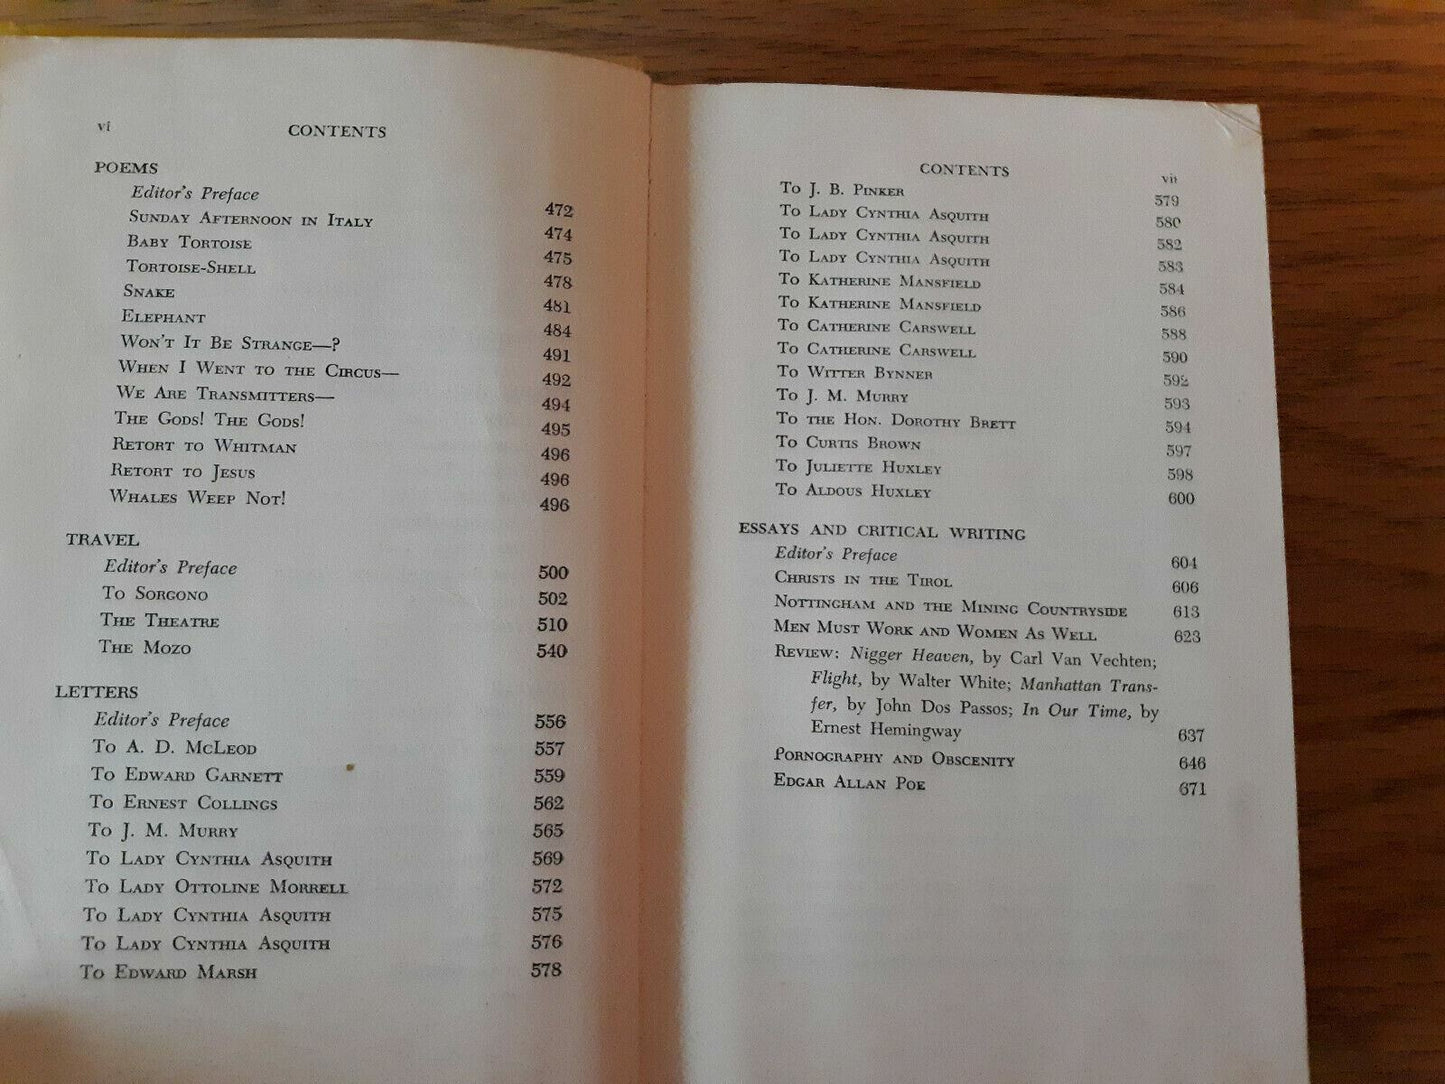 vi CONTENTS
POEMS
Editor's Preface 472
Sunday Afternoon in Italy 474
Baby Tortoise 475
Tortoise-Shell 478
Snake 481
Elephant 484
Won't It Be Strange—? 491
When I Went to the Circus— 492
We Are Transmitters— 494
The Gods! The Gods! 495
Retort to Whitman 496
Retort to Jesus 496
Whales Weep Not! 496
TRAVEL
Editor's Preface 500
To Sorgono 502
The Theatre 510
The Mozo 540
LETTERS
Editor's Preface 556
To A. D. McLeod 557
To Edward Garnett 559
To Ernest Collings 562
To J. M. Murry 565
To Lady Cynthia Asquith 569
To Lady Ottoline Morrell 572
To Lady Cynthia Asquith 575
To Lady Cynthia Asquith 576
To Edward Marsh 578
CONTENTS vii
To J. B. Pinker 579
To Lady Cynthia Asquith 580
To Lady Cynthia Asquith 582
To Lady Cynthia Asquith 583
To Katherine Mansfield 584
To Katherine Mansfield 586
To Catherine Carswell 588
To Catherine Carswell 590
To Witter Bynner 592
To J. M. Murry 593
To the Hon. Dorothy Brett 594
To Curtis Brown 597
To Juliette Huxley 598
To Aldous Huxley 600
ESSAYS AND CRITICAL WRITING
Editor's Preface 604
Christs in the Tirol 606
Nottingham and the Mining Countryside 613
Men Must Work and Women As Well 623
Review: Nigger Heaven, by Carl Van Vechten;
Flight, by Walter White; Manhattan Trans-
fer, by John Dos Passos; In Our Time, by
Ernest Hemingway 637
Pornography and Obscenity 646
Edgar Allan Poe 671